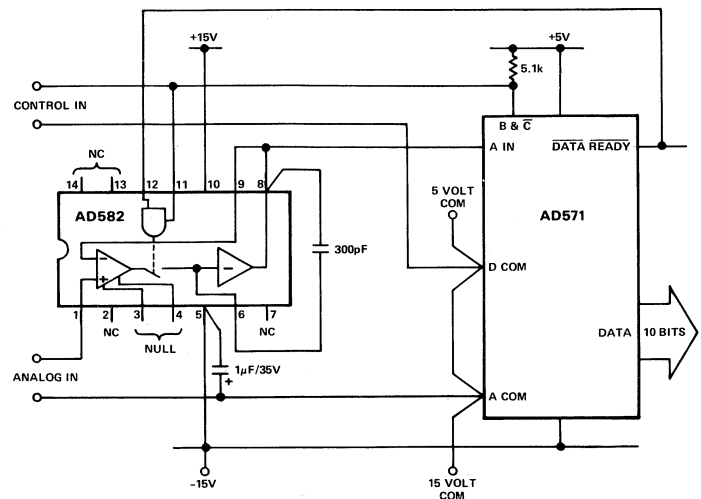 +15V
+5V
5.1k
CONTROL IN
B & C̅
A IN
D̅A̅T̅A̅ R̅E̅A̅D̅Y̅
NC
14 13 12 11 10 9 8
AD582
5 VOLT
COM
AD571
300pF
D COM
1 2 3 4 5 6 7
NC
NULL
NC
DATA
10 BITS
1µF/35V
+
ANALOG IN
A COM
-15V
15 VOLT
COM